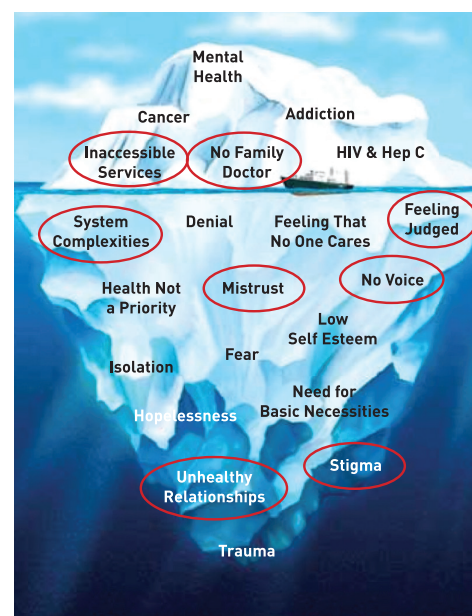 Mental
Health
Cancer
Addiction
Inaccessible
Services
No Family
Doctor
HIV & Hep C
System
Complexities
Denial
Feeling That
No One Cares
Feeling
Judged
Health Not
a Priority
Mistrust
No Voice
Low
Self Esteem
Fear
Isolation
Need for
Basic Necessities
Hopelessness
Stigma
Unhealthy
Relationships
Trauma